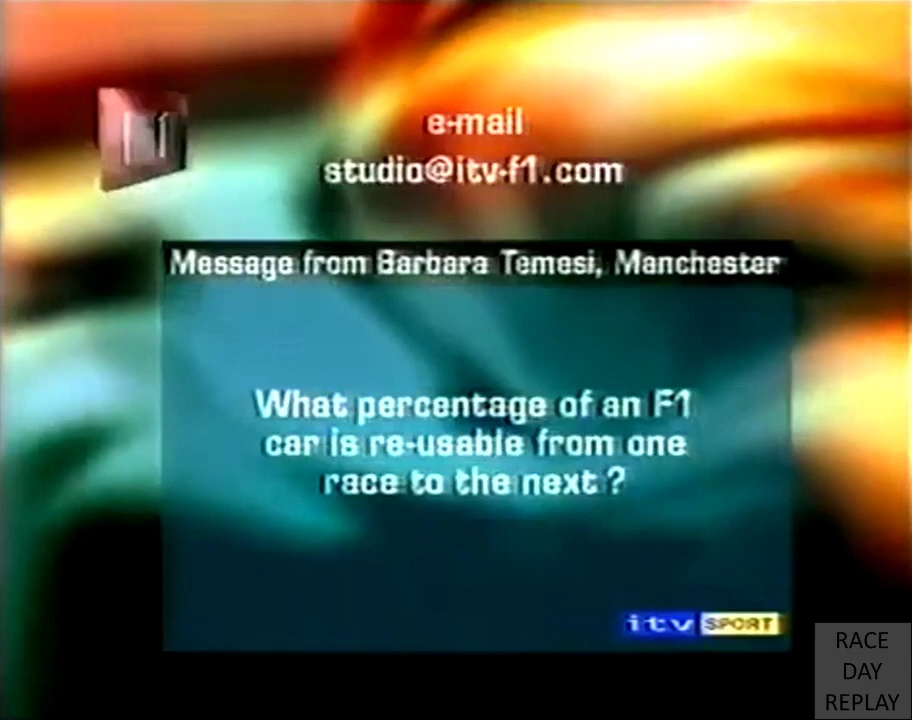 F1
e-mail
studio@itv-f1.com
Message from Barbara Temesi, Manchester
What percentage of an F1
car is re-usable from one
race to the next ?
itv SPORT
RACE
DAY
REPLAY